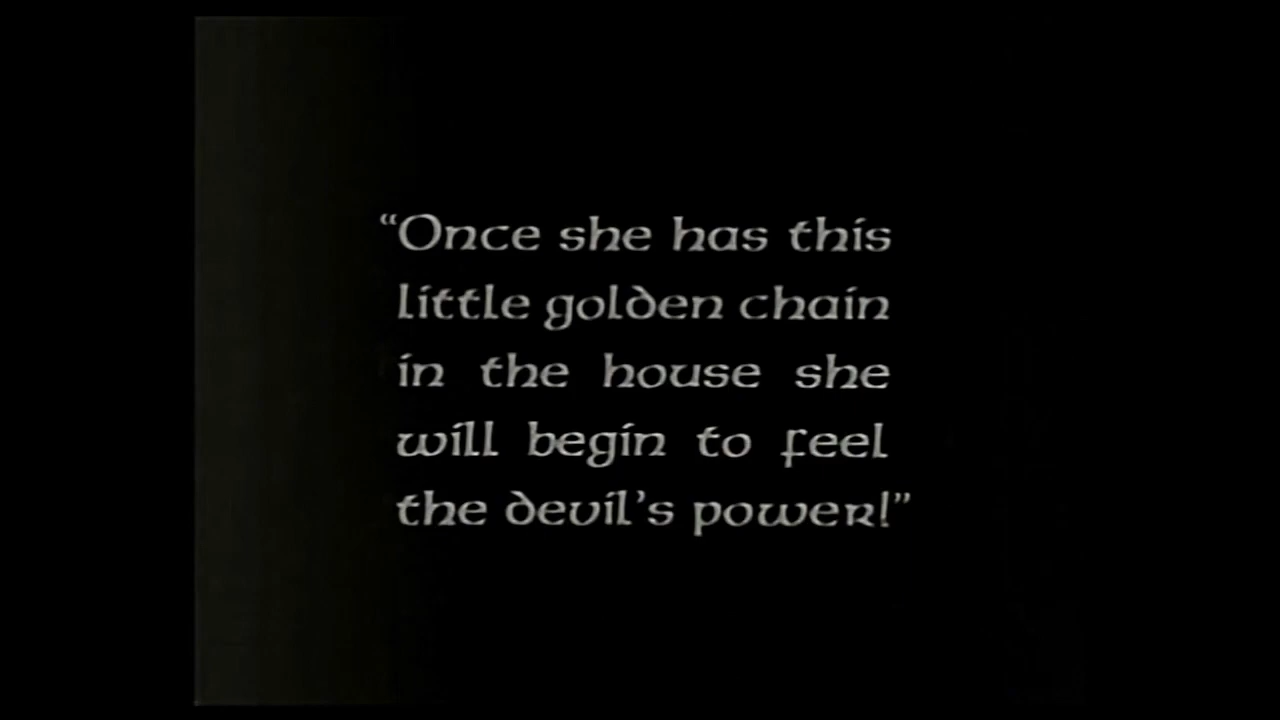 “Once she has this
little golden chain
in the house she
will begin to feel
the devil’s power!”